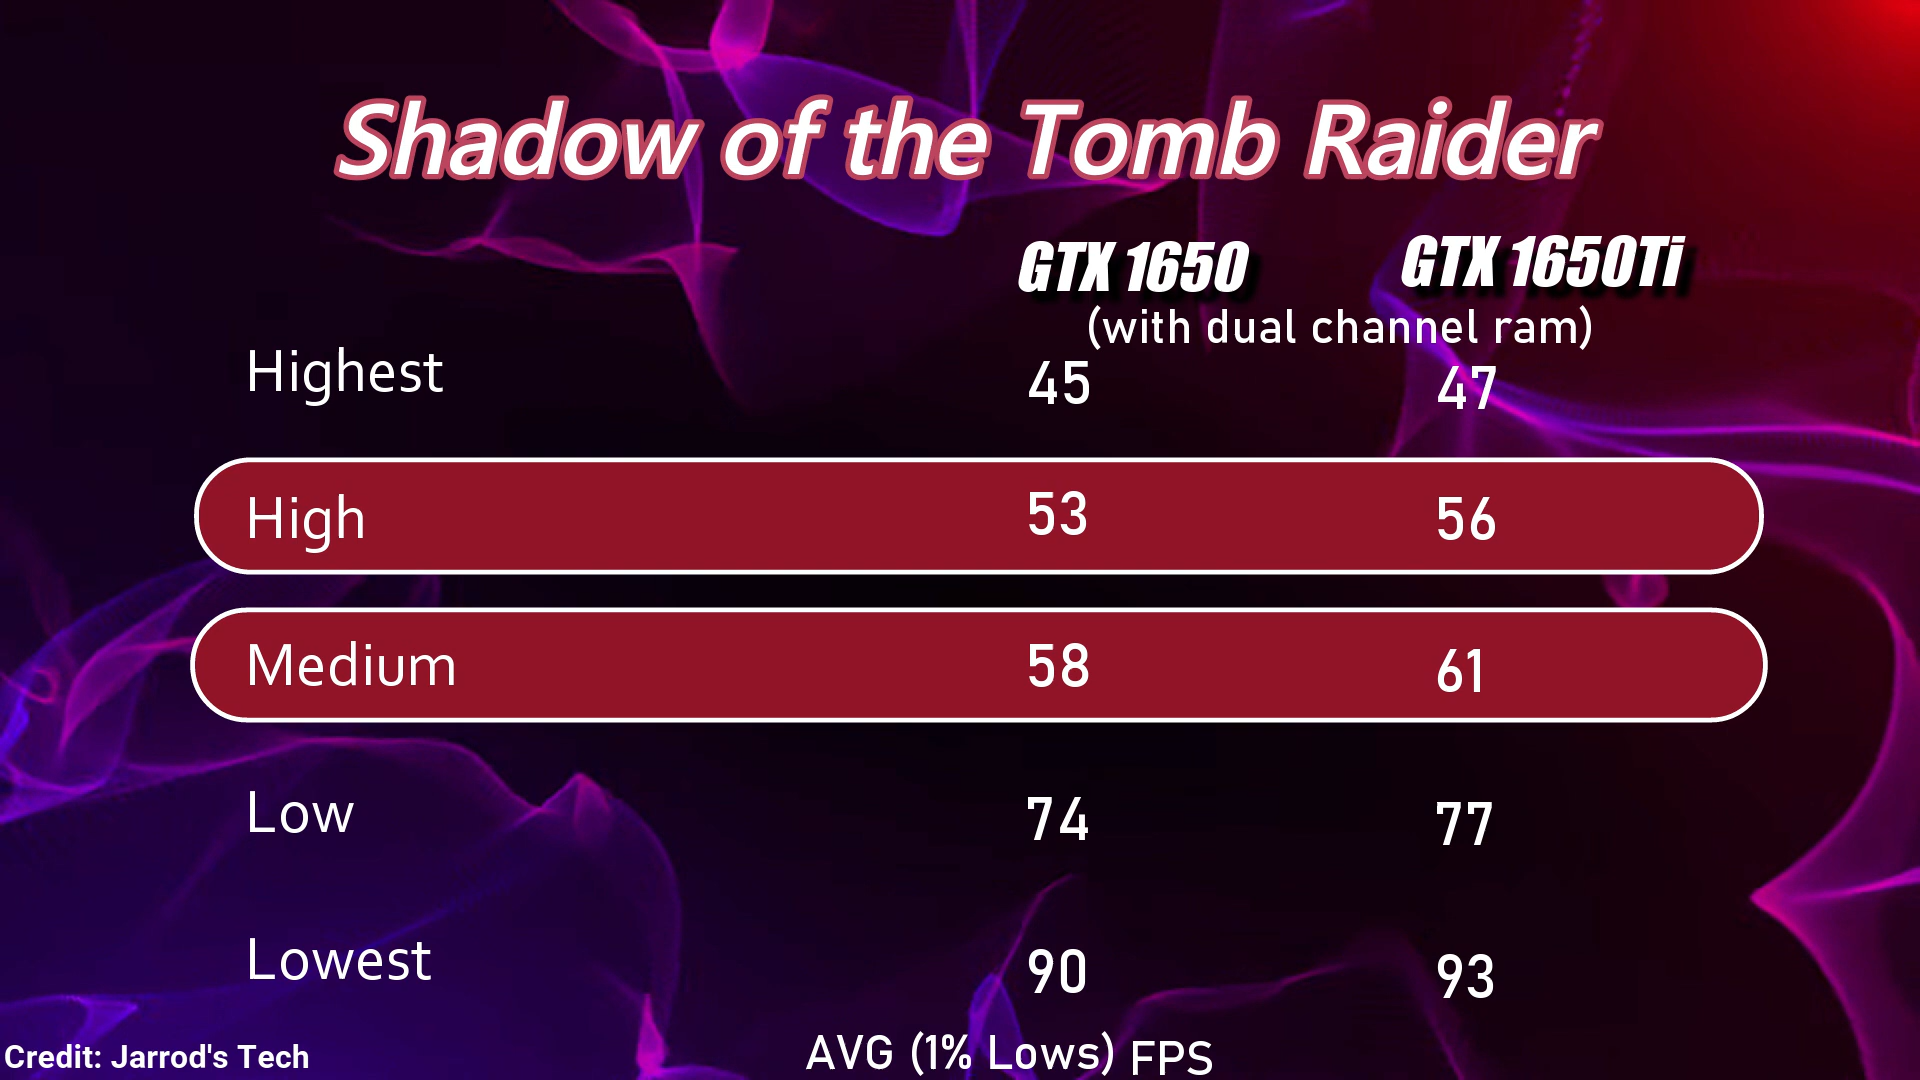 Shadow of the Tomb Raider
GTX 1650 GTX 1650Ti
(with dual channel ram)
Highest 45 47
High 53 56
Medium 58 61
Low 74 77
Lowest 90 93
AVG (1% Lows) FPS
Credit: Jarrod's Tech